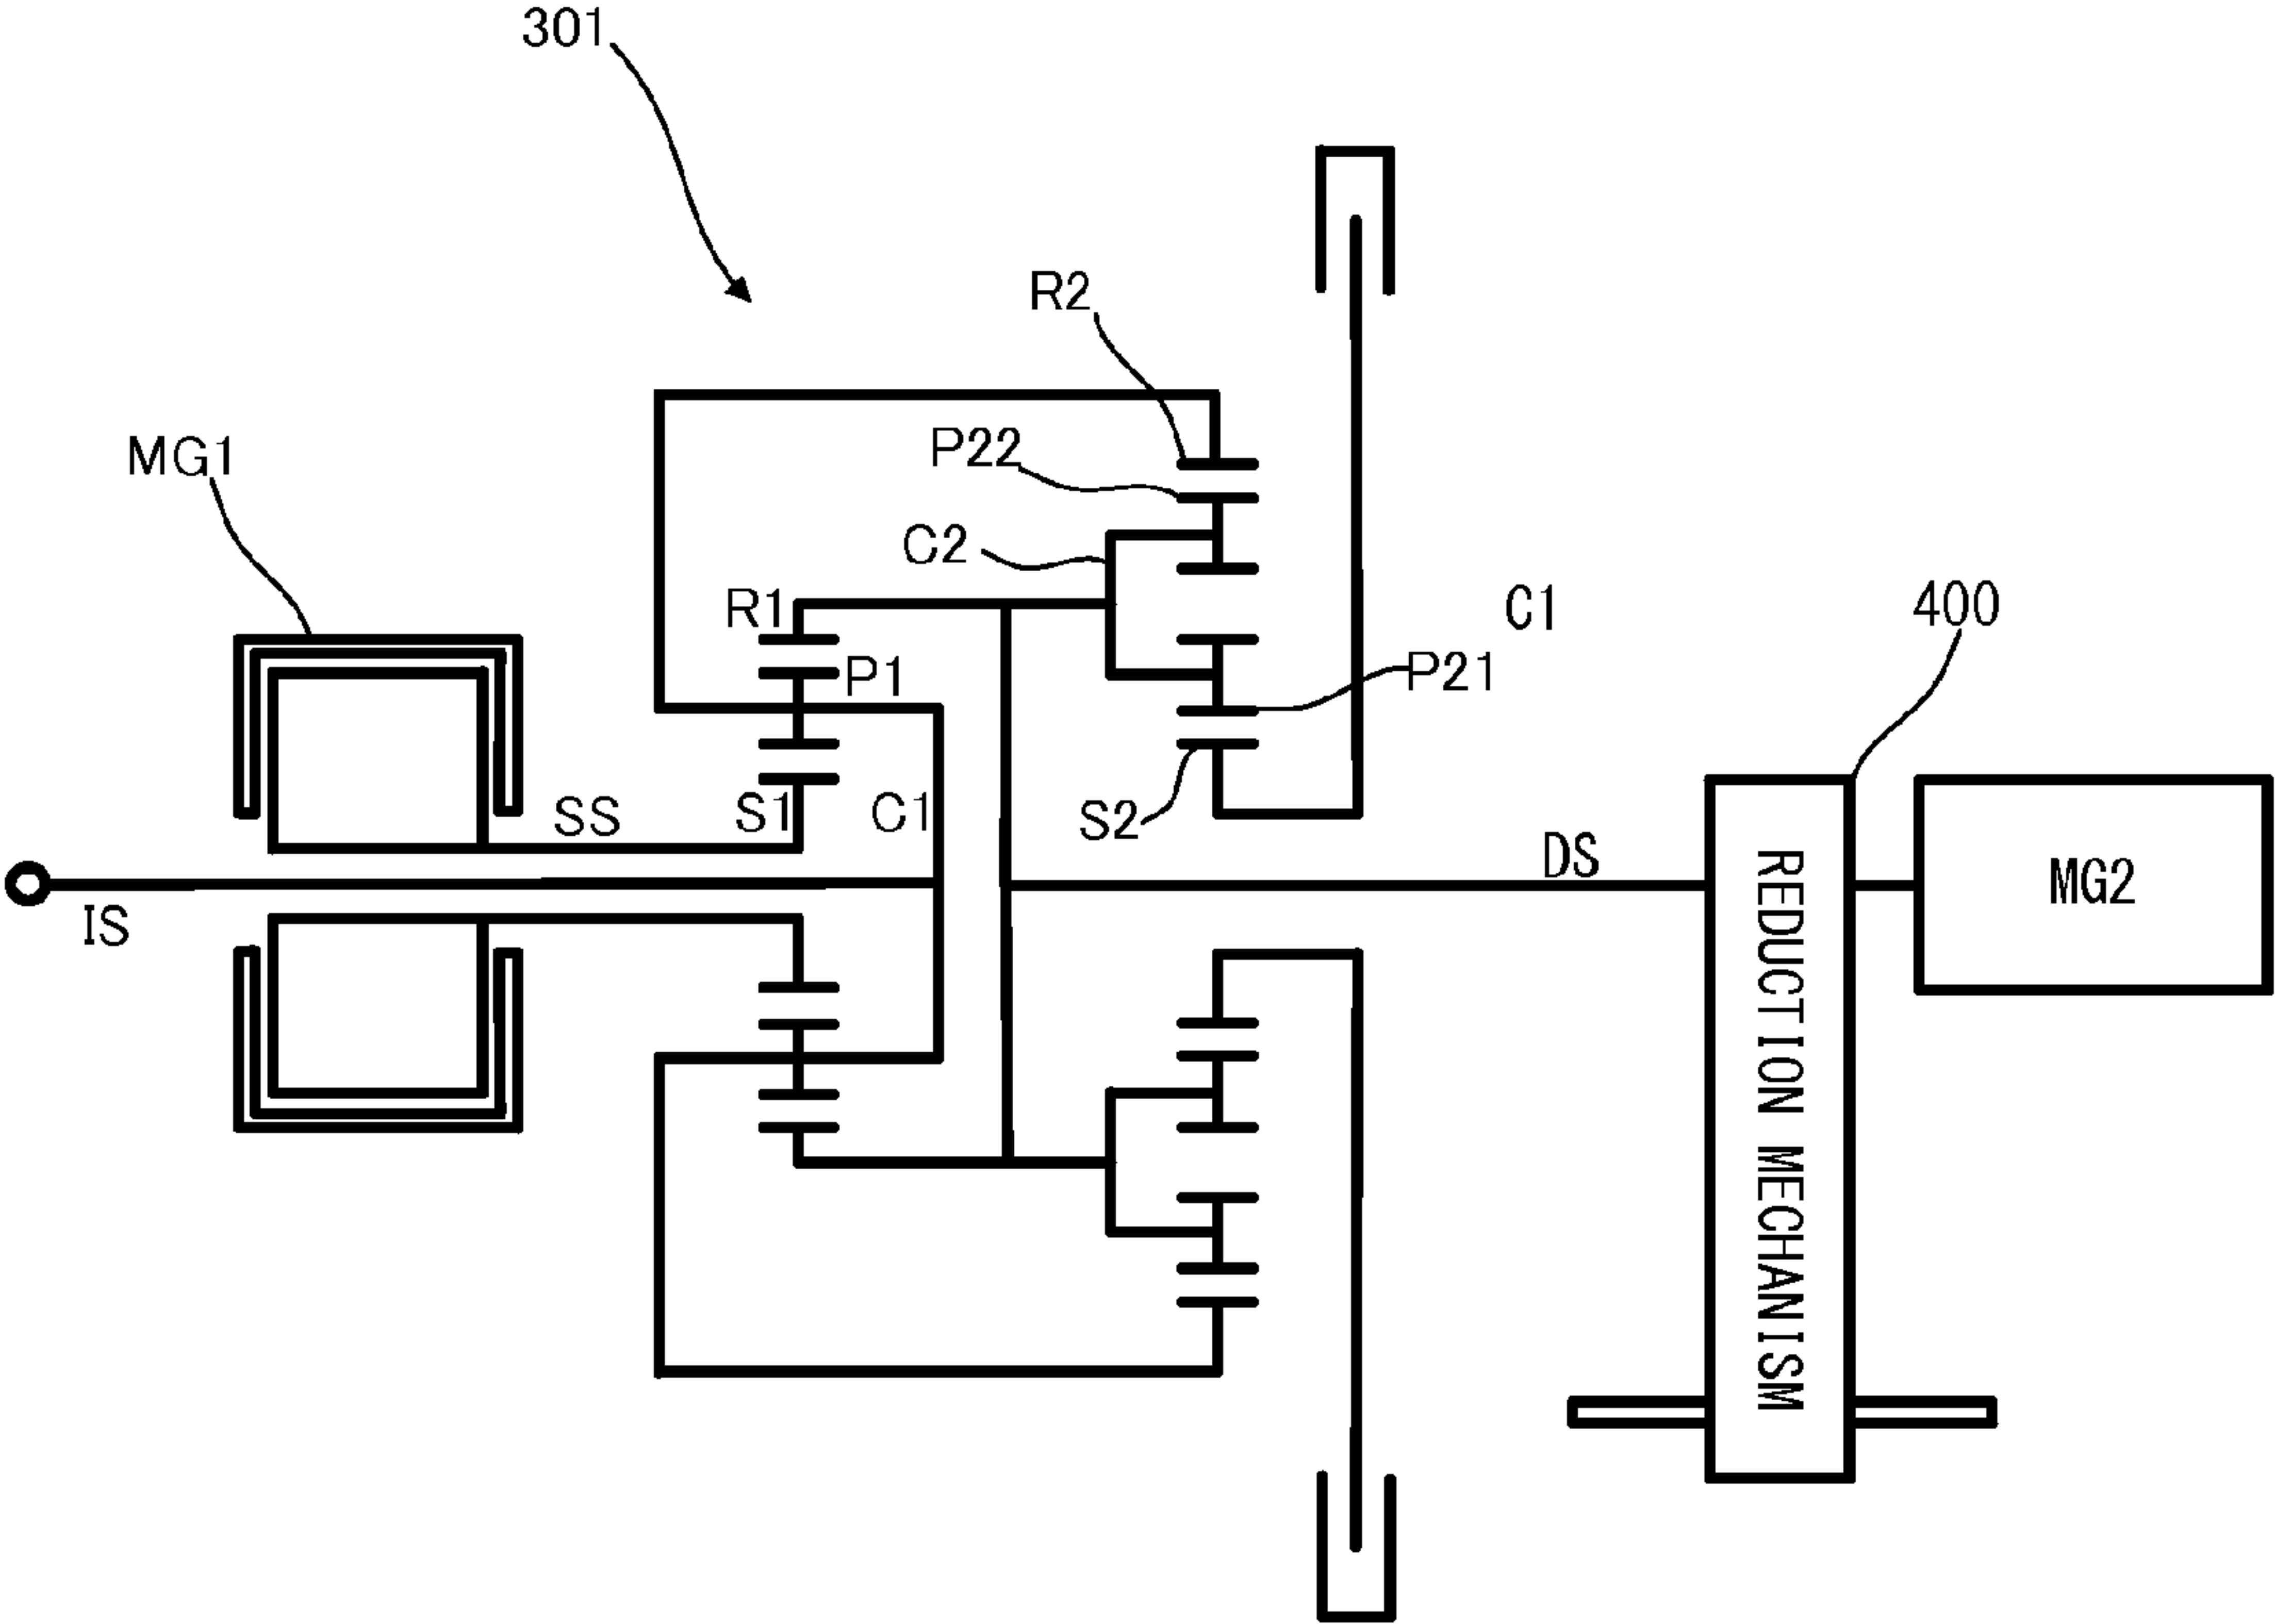 301
R2
MG1
P22
C2
R1
C1
400
P1
P21
SS
S1
C1
S2
DS
MG2
IS
REDUCTION MECHANISM